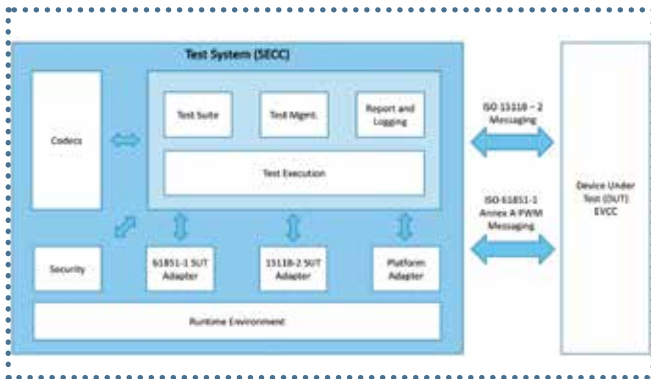 Test System (SECC)
Codecs
Test Suite
Test Mgmt.
Report and
Logging
Test Execution
Security
61851-1 SUT
Adapter
15118-2 SUT
Adapter
Platform
Adapter
Runtime Environment
ISO 15118 – 2
Messaging
ISO 61851-1
Annex A PWM
Messaging
Device Under
Test (DUT)
EVCC